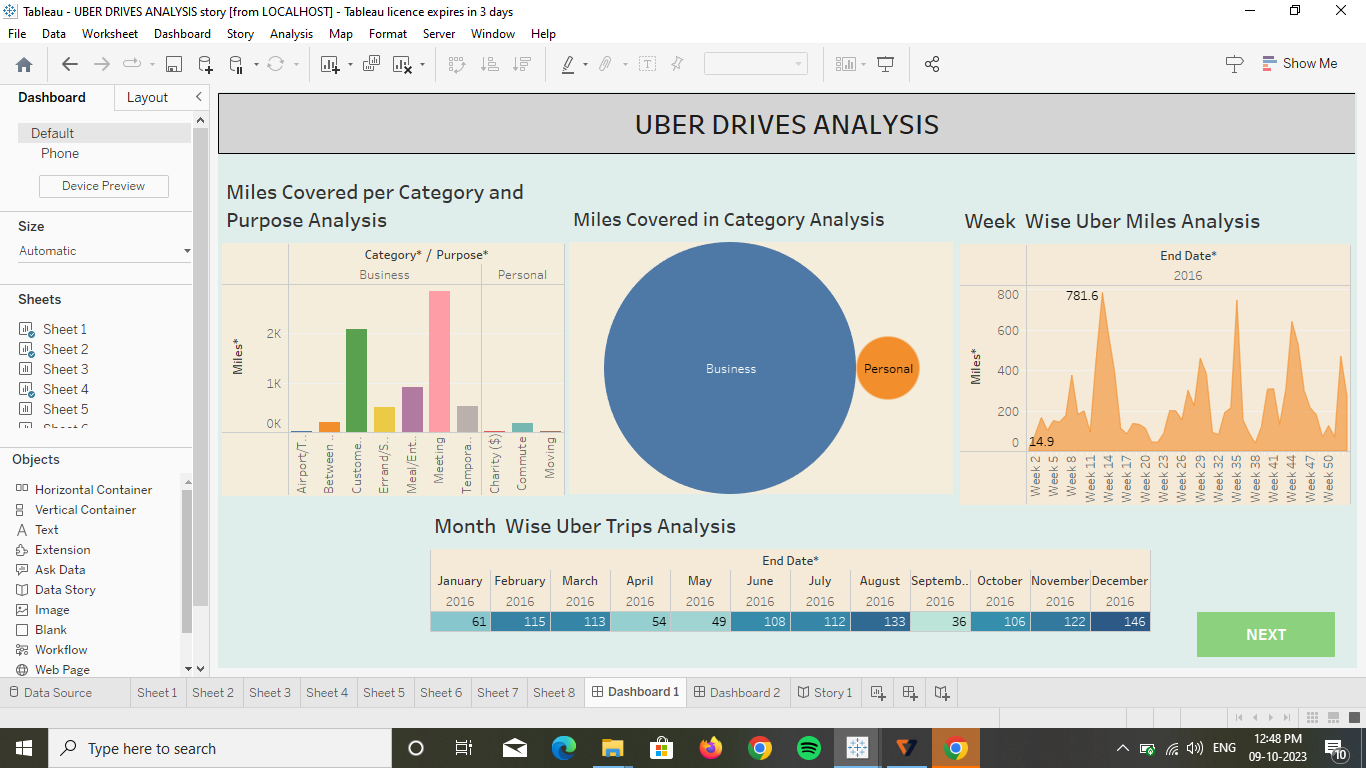 Tableau - UBER DRIVES ANALYSIS story [from LOCALHOST] - Tableau licence expires in 3 days
File Data Worksheet Dashboard Story Analysis Map Format Server Window Help
Show Me
Dashboard Layout
Default
Phone
Device Preview
Size
Automatic
Sheets
Sheet 1
Sheet 2
Sheet 3
Sheet 4
Sheet 5
Objects
Horizontal Container
Vertical Container
Text
Extension
Ask Data
Data Story
Image
Blank
Workflow
Web Page
UBER DRIVES ANALYSIS
Miles Covered per Category and
Purpose Analysis
Category* / Purpose*
Business Personal
Miles*
2K
1K
0K
Airport/T..
Between ..
Custome..
Errand/S..
Meal/Ent..
Meeting
Tempora..
Charity ($)
Commute
Moving
Miles Covered in Category Analysis
Business
Personal
Week Wise Uber Miles Analysis
End Date*
2016
Miles*
800
600
400
200
0
781.6
14.9
Week 2
Week 5
Week 8
Week 11
Week 14
Week 17
Week 20
Week 23
Week 26
Week 29
Week 32
Week 35
Week 38
Week 41
Week 44
Week 47
Week 50
Month Wise Uber Trips Analysis
End Date*
January February March April May June July August Septemb.. October November December
2016 2016 2016 2016 2016 2016 2016 2016 2016 2016 2016 2016
61 115 113 54 49 108 112 133 36 106 122 146
NEXT
Data Source Sheet 1 Sheet 2 Sheet 3 Sheet 4 Sheet 5 Sheet 6 Sheet 7 Sheet 8 Dashboard 1 Dashboard 2 Story 1
Type here to search
ENG
12:48 PM
09-10-2023
10